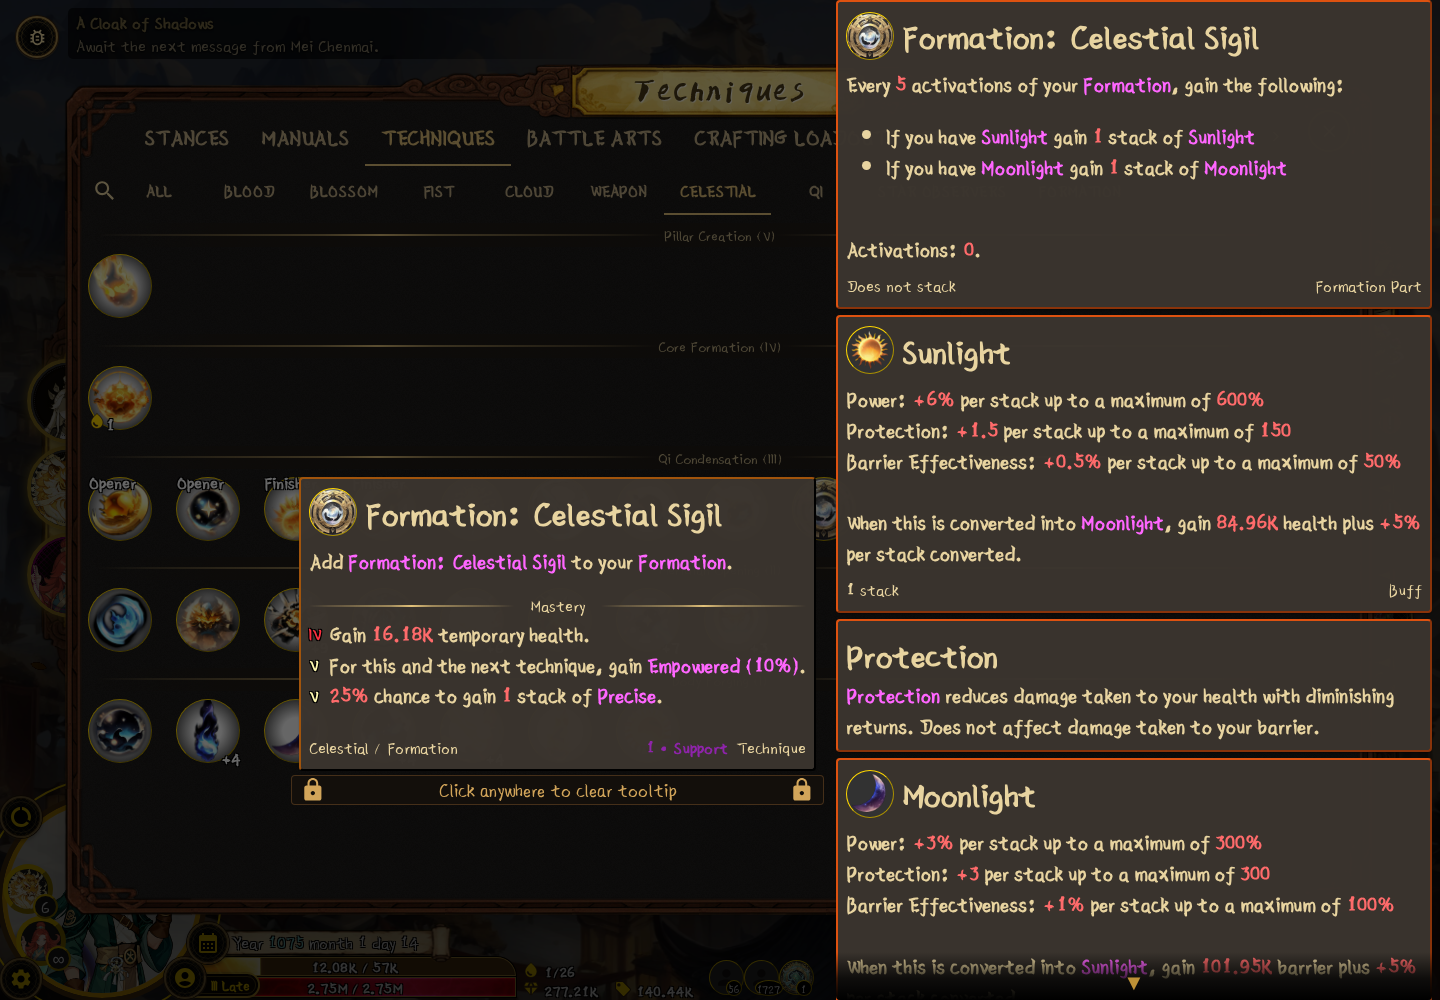 A Cloak of Shadows
Await the next message from Mei Chenmai.
Techniques
STANCES MANUALS TECHNIQUES BATTLE ARTS CRAFTING
ALL BLOOD BLOSSOM FIST CLOUD WEAPON CELESTIAL QI
Pillar Creation (V)
Core Formation (IV)
1
Qi Condensation (III)
Opener Opener
+4
Formation: Celestial Sigil
Add Formation: Celestial Sigil to your Formation.
Mastery
IV Gain 16.18K temporary health.
V For this and the next technique, gain Empowered (10%).
V 25% chance to gain 1 stack of Precise.
Celestial / Formation 1 • Support Technique
Click anywhere to clear tooltip
Formation: Celestial Sigil
Every 5 activations of your Formation, gain the following:
• If you have Sunlight gain 1 stack of Sunlight
• If you have Moonlight gain 1 stack of Moonlight
Activations: 0.
Does not stack Formation Part
Sunlight
Power: +6% per stack up to a maximum of 600%
Protection: +1.5 per stack up to a maximum of 150
Barrier Effectiveness: +0.5% per stack up to a maximum of 50%
When this is converted into Moonlight, gain 84.96K health plus +5%
per stack converted.
1 stack Buff
Protection
Protection reduces damage taken to your health with diminishing
returns. Does not affect damage taken to your barrier.
Moonlight
Power: +3% per stack up to a maximum of 300%
Protection: +3 per stack up to a maximum of 300
Barrier Effectiveness: +1% per stack up to a maximum of 100%
When this is converted into Sunlight, gain 101.95K barrier plus +5%
6
∞
Year 1075 month 1 day 14
12.08K / 57K
Late
2.75M / 2.75M
1/26
277.21K 140.44K
56 1727 1